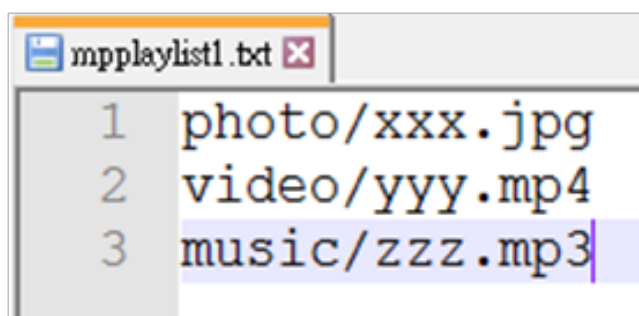 mpplaylist1.txt
1 photo/xxx.jpg
2 video/yyy.mp4
3 music/zzz.mp3